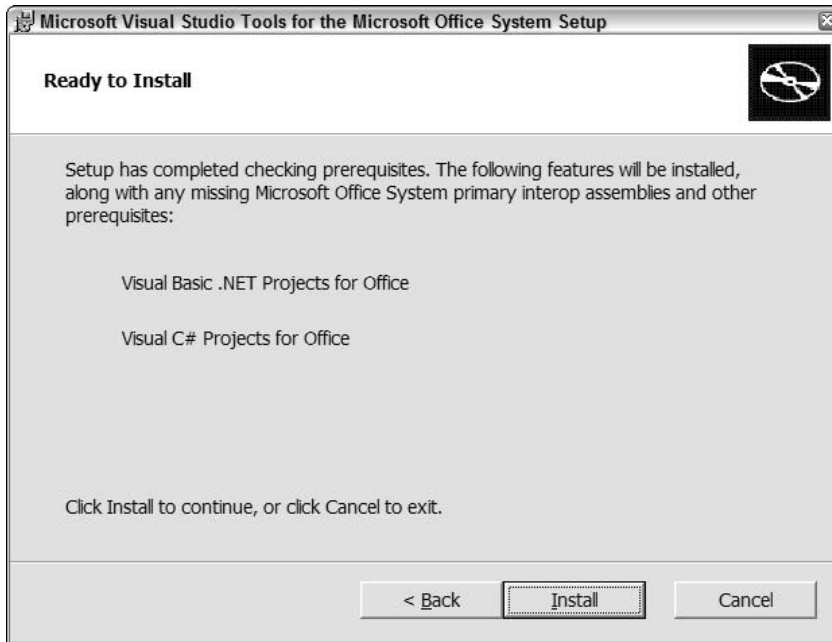 Microsoft Visual Studio Tools for the Microsoft Office System Setup
Ready to Install
Setup has completed checking prerequisites. The following features will be installed,
along with any missing Microsoft Office System primary interop assemblies and other
prerequisites:
Visual Basic .NET Projects for Office
Visual C# Projects for Office
Click Install to continue, or click Cancel to exit.
< Back
Install
Cancel